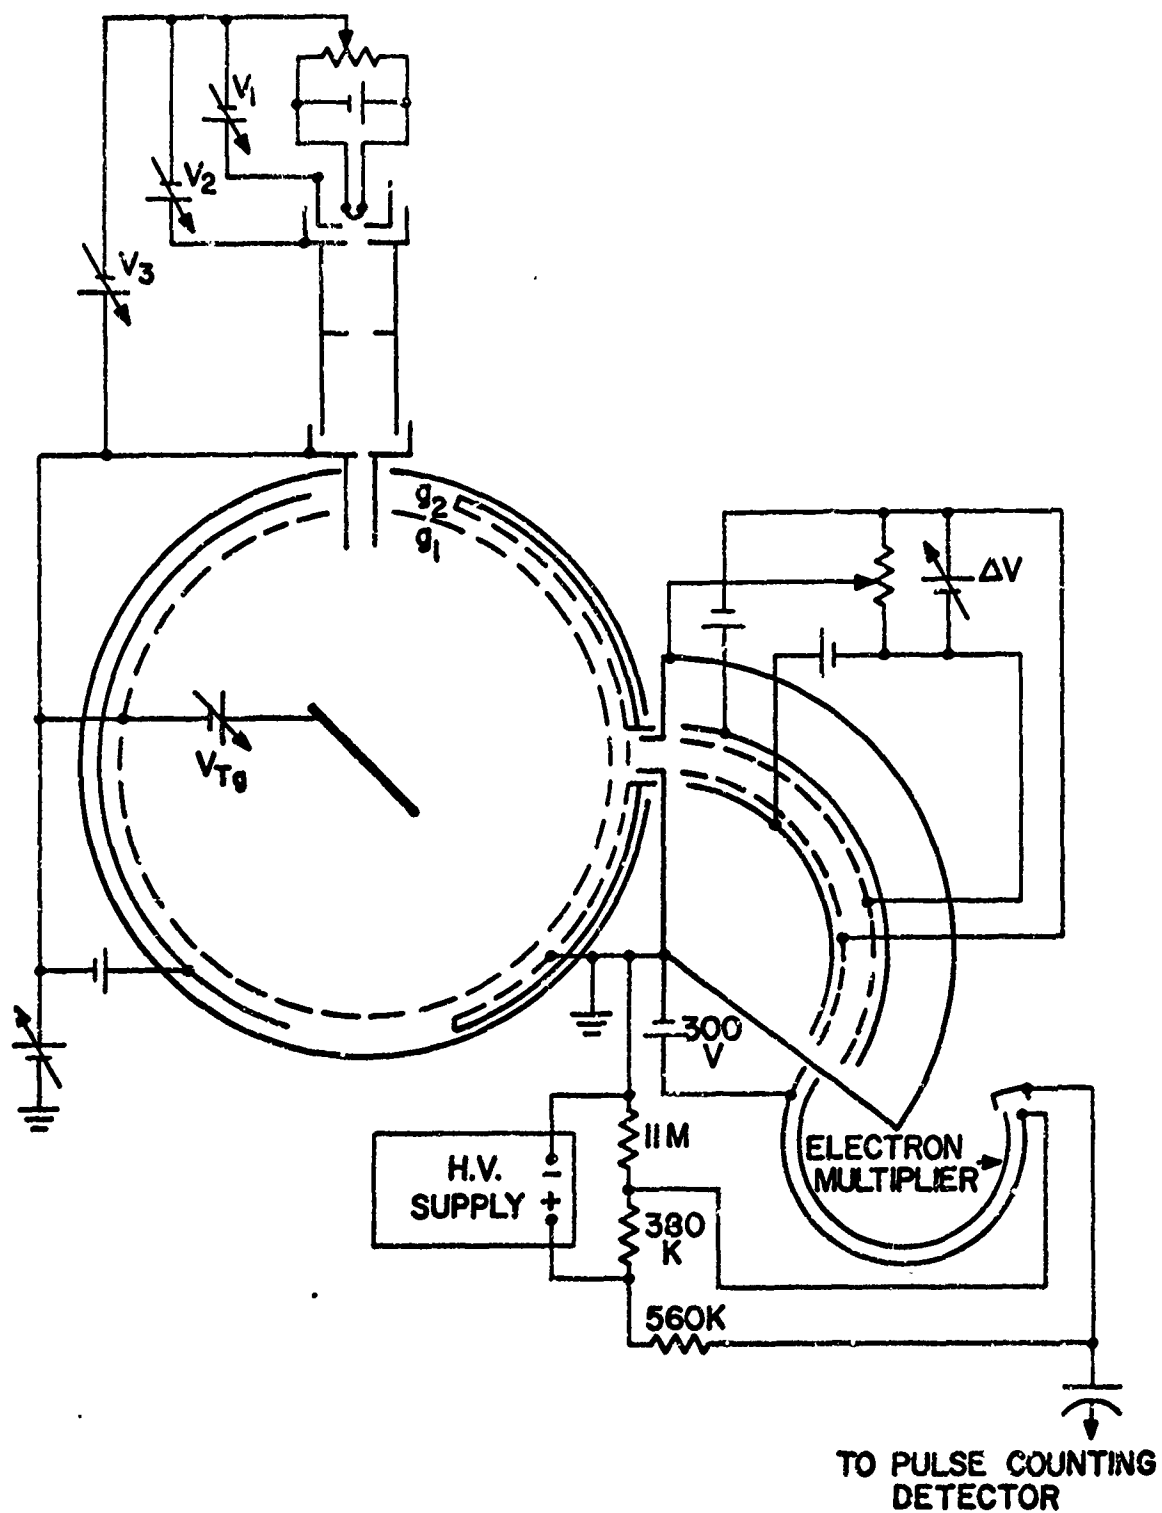 V1
V2
V3
g2
g1
ΔV
VTg
300
V
11M
H.V.
SUPPLY
-
+
380
K
560K
ELECTRON
MULTIPLIER
TO PULSE COUNTING
DETECTOR